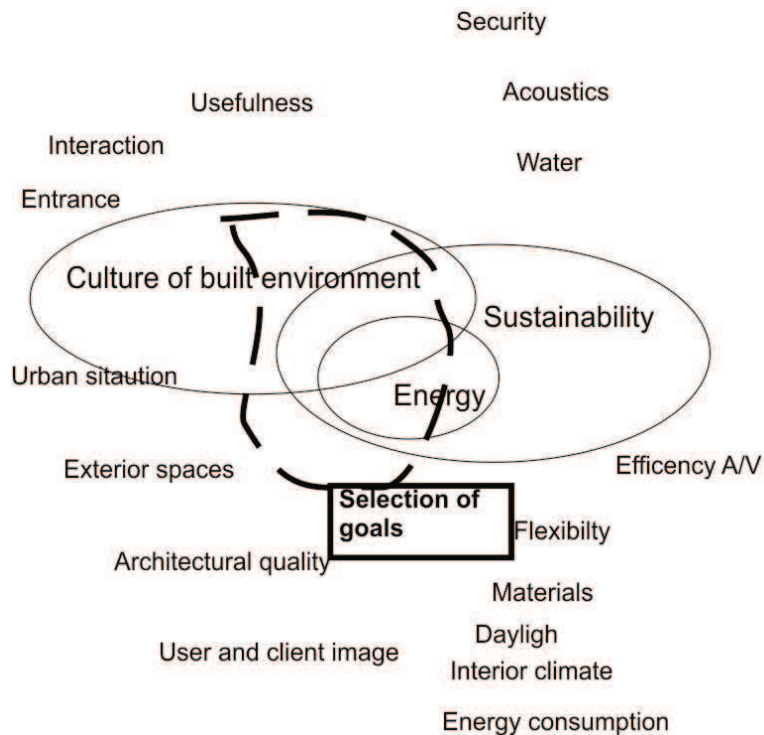 Security
Usefulness
Acoustics
Interaction
Water
Entrance
Culture of built environment
Sustainability
Urban sitaution
Energy
Exterior spaces
Efficency A/V
Selection of
goals
Flexibilty
Architectural quality
Materials
Dayligh
User and client image
Interior climate
Energy consumption